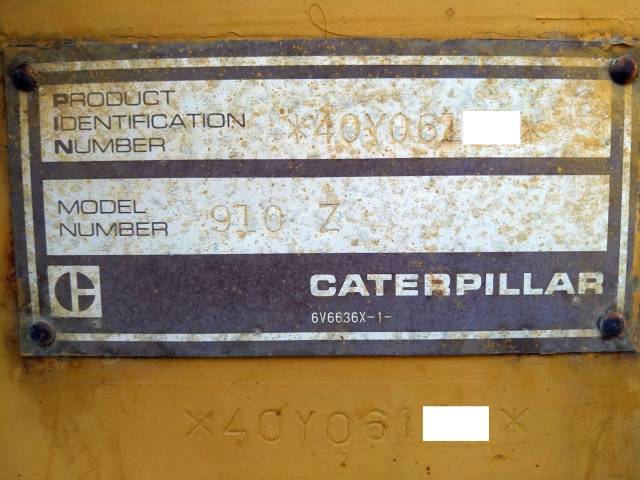 PRODUCT
IDENTIFICATION
NUMBER
*40Y061 *
MODEL
NUMBER
910 Z
CATERPILLAR
®
®
6V6636X-1-
*40Y061 *